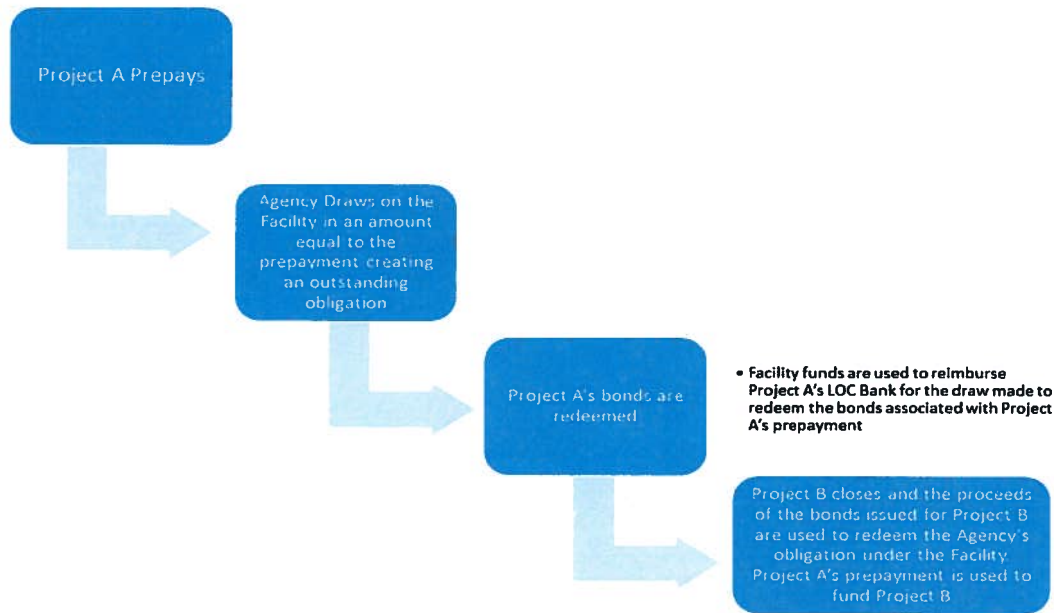 Project A Prepays
Agency Draws on the
Facility in an amount
equal to the
prepayment creating
an outstanding
obligation
Project A's bonds are
redeemed
• Facility funds are used to reimburse
Project A's LOC Bank for the draw made to
redeem the bonds associated with Project
A's prepayment
Project B closes and the proceeds
of the bonds issued for Project B
are used to redeem the Agency's
obligation under the Facility
Project A's prepayment is used to
fund Project B